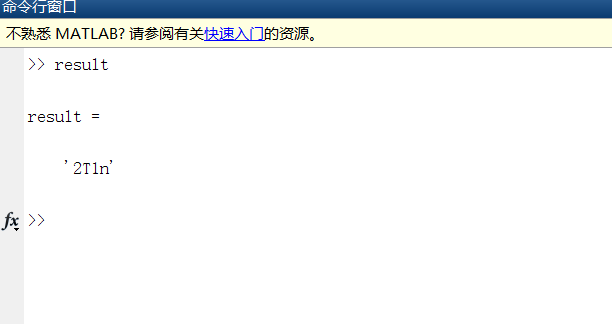 命令行窗口
不熟悉 MATLAB? 请参阅有关快速入门的资源。
>> result
result =
'2T1n'
fx >>